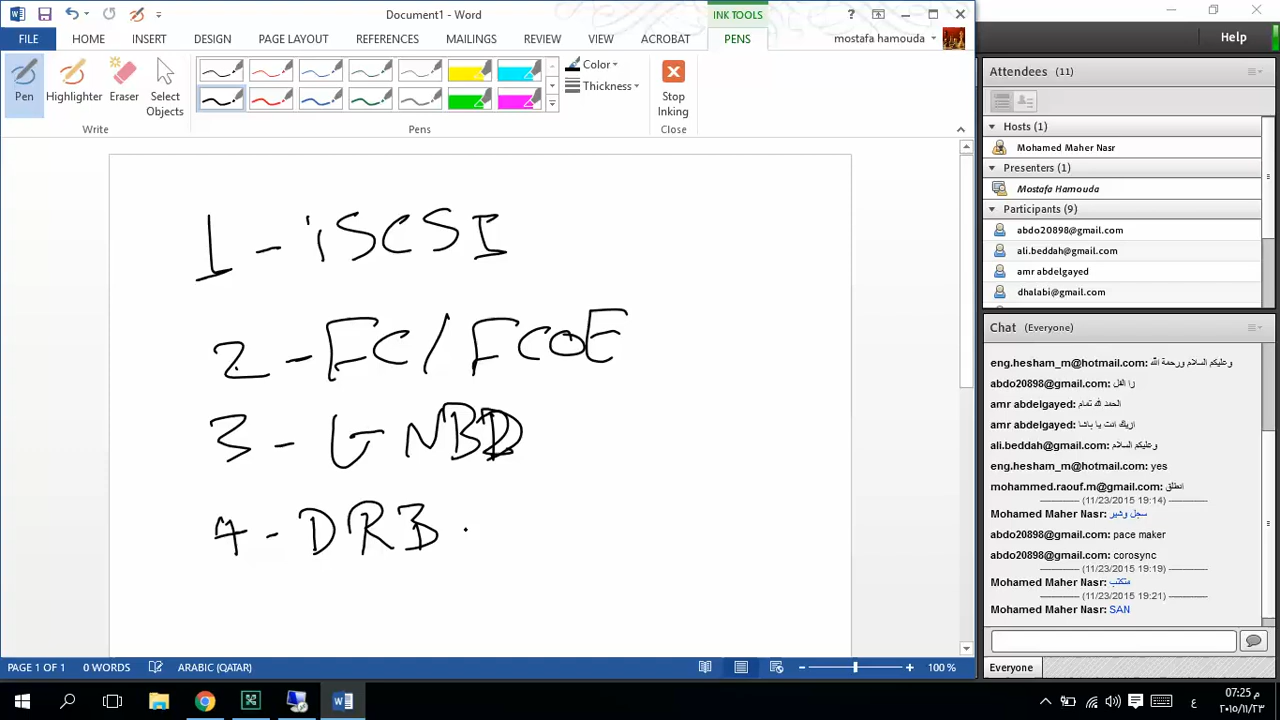 Document1 - Word
INK TOOLS
FILE
HOME
INSERT
DESIGN
PAGE LAYOUT
REFERENCES
MAILINGS
REVIEW
VIEW
ACROBAT
PENS
mostafa hamouda
Help
Pen
Highlighter
Eraser
Select
Objects
Color
Thickness
Stop
Inking
Write
Pens
Close
1 - iSCSI
2 - FC / FCOE
3 - GNBD
4 - DRB
Attendees (11)
Hosts (1)
Mohamed Maher Nasr
Presenters (1)
Mostafa Hamouda
Participants (9)
abdo20898@gmail.com
ali.beddah@gmail.com
amr abdelgayed
dhalabi@gmail.com
Chat (Everyone)
eng.hesham_m@hotmail.com: وعليكم السلام ورحمة الله
abdo20898@gmail.com: را الفل
amr abdelgayed: الحمد لله تمام
amr abdelgayed: ازيك انت يا باشا
ali.beddah@gmail.com: وعليكم السلام
eng.hesham_m@hotmail.com: yes
mohammed.raouf.m@gmail.com: انطلق
(11/23/2015 19:14)
Mohamed Maher Nasr: سجل وشير
abdo20898@gmail.com: pace maker
abdo20898@gmail.com: corosync
(11/23/2015 19:19)
Mohamed Maher Nasr: متكتب
(11/23/2015 19:21)
Mohamed Maher Nasr: SAN
Everyone
PAGE 1 OF 1
0 WORDS
ARABIC (QATAR)
100 %
ع
07:25 م
٢٠١٥/١١/٢٣